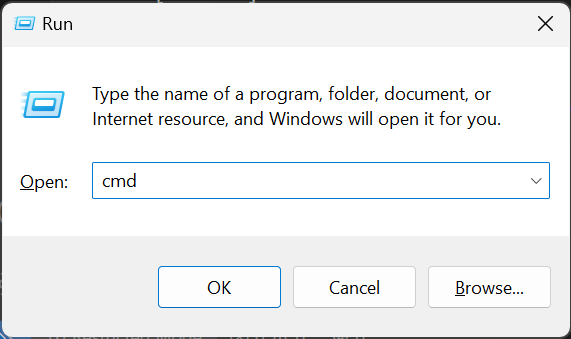 Run
Type the name of a program, folder, document, or
Internet resource, and Windows will open it for you.
Open: cmd
OK Cancel Browse...